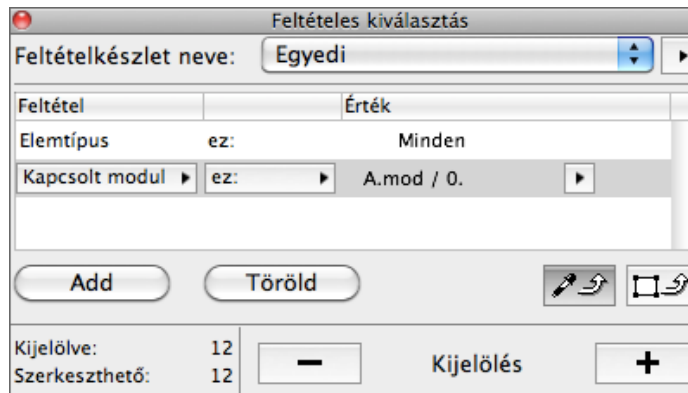 Feltételes kiválasztás
Feltételkészlet neve: Egyedi
Feltétel Érték
Elemtípus ez: Minden
Kapcsolt modul ez: A.mod / 0.
Add Töröld
Kijelölve: 12
Szerkeszthető: 12
− Kijelölés +